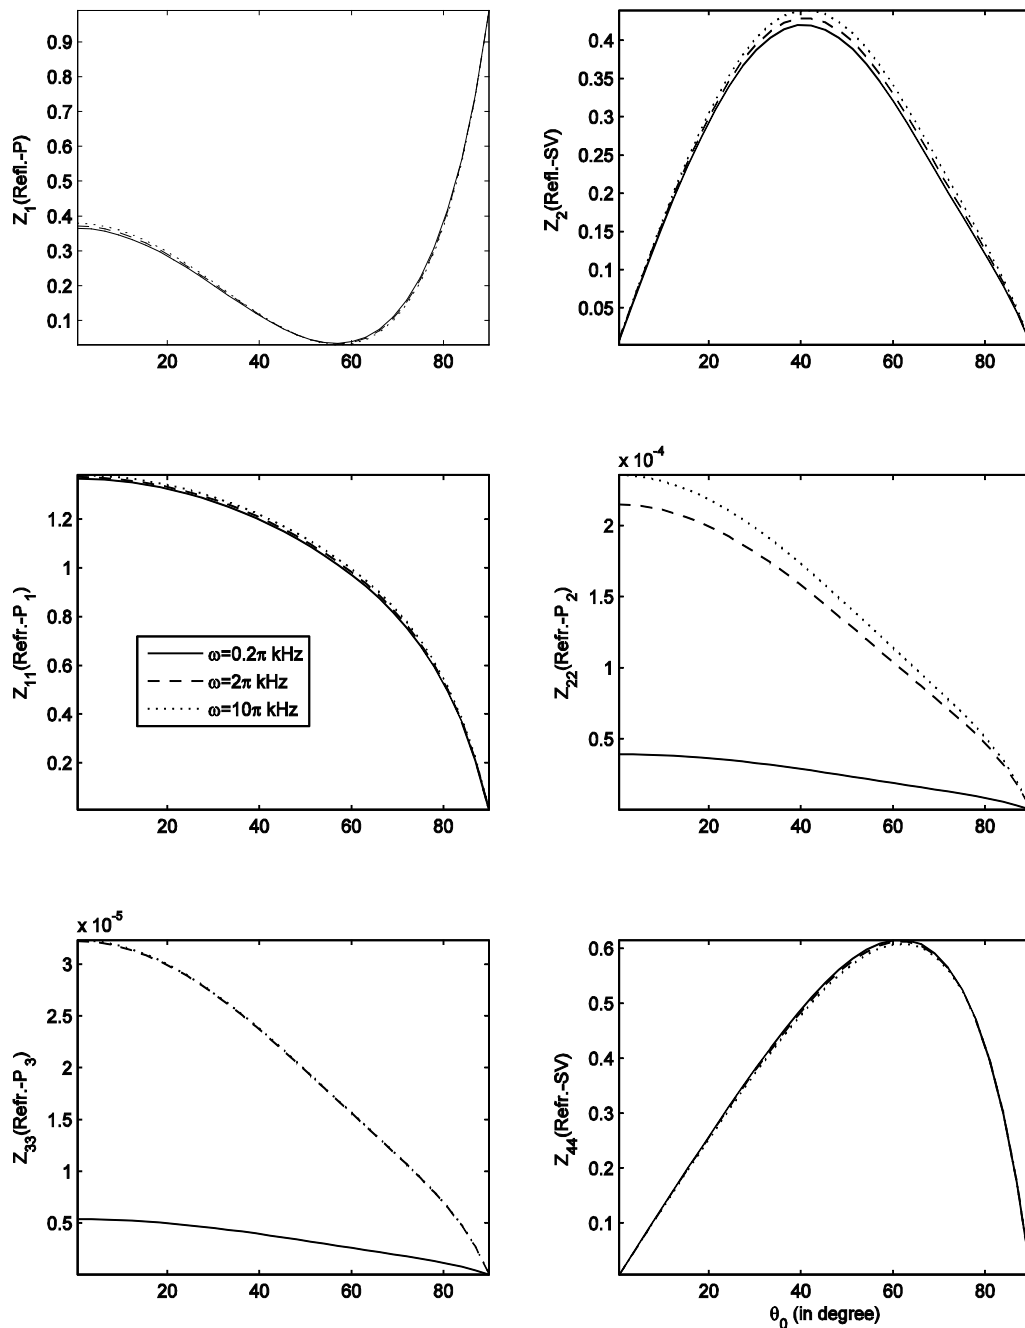 0.9
0.8
0.7
0.6
0.5
0.4
0.3
0.2
0.1
20 40 60 80
Z1(Refl.-P)
0.4
0.35
0.3
0.25
0.2
0.15
0.1
0.05
20 40 60 80
Z2(Refl.-SV)
1.2
1
0.8
0.6
0.4
0.2
20 40 60 80
Z11(Refr.-P1)
ω=0.2π kHz
ω=2π kHz
ω=10π kHz
x 10-4
2
1.5
1
0.5
20 40 60 80
Z22(Refr.-P2)
x 10-5
3
2.5
2
1.5
1
0.5
20 40 60 80
Z33(Refr.-P3)
0.6
0.5
0.4
0.3
0.2
0.1
20 40 60 80
Z44(Refr.-SV)
θ0 (in degree)